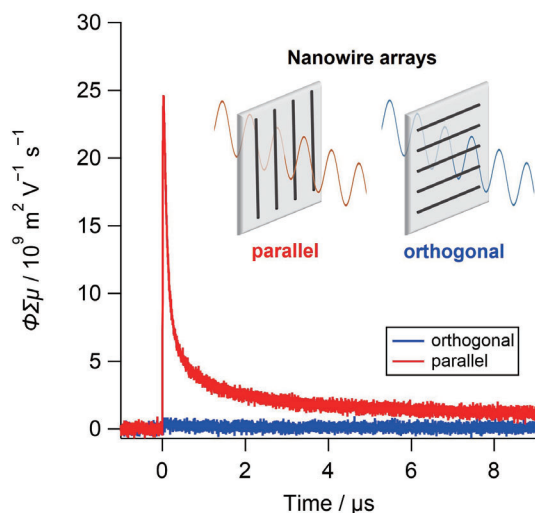 30
25
20
15
10
5
0
ΦΣμ / 10⁹ m² V⁻¹ s⁻¹
Nanowire arrays
parallel
orthogonal
orthogonal
parallel
0
2
4
6
8
Time / μs